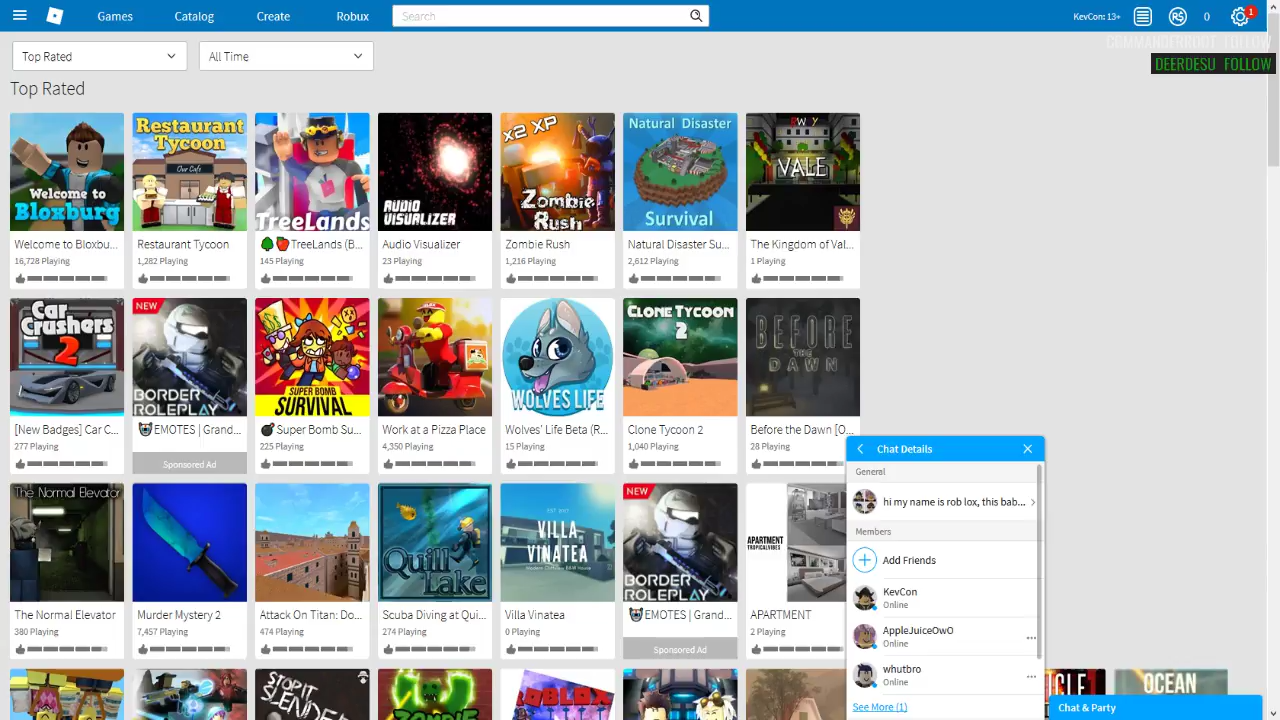 Games
Catalog
Create
Robux
Search
KevCon: 13+
R$
0
1
COMMANDERROOT FOLLOW
DEERDESU FOLLOW
Top Rated
All Time
Top Rated
Welcome to
Bloxburg
Restaurant
Tycoon
Our Cafe
TreeLands
AUDIO
VISUALIZER
x2 XP
Zombie
Rush
Natural Disaster
Survival
VALE
Welcome to Bloxbu...
Restaurant Tycoon
🌳🍎TreeLands (B...
Audio Visualizer
Zombie Rush
Natural Disaster Su...
The Kingdom of Val...
16,728 Playing
1,282 Playing
145 Playing
23 Playing
1,216 Playing
2,612 Playing
1 Playing
Car
Crushers
2
NEW
BORDER
ROLEPLAY
SUPER BOMB
SURVIVAL
WOLVES LIFE
CLONE TYCOON
2
BEFORE
THE
DAWN
[New Badges] Car C...
🐻EMOTES | Grand...
💣Super Bomb Su...
Work at a Pizza Place
Wolves' Life Beta (R...
Clone Tycoon 2
Before the Dawn [O...
277 Playing
225 Playing
4,350 Playing
15 Playing
1,040 Playing
28 Playing
Sponsored Ad
The Normal Elevator
Quill
Lake
EST 2017
VILLA
VINATEA
NEW
BORDER
ROLEPLAY
APARTMENT
TROPICALVIBES
The Normal Elevator
Murder Mystery 2
Attack On Titan: Do...
Scuba Diving at Qui...
Villa Vinatea
🐻EMOTES | Grand...
APARTMENT
380 Playing
7,457 Playing
474 Playing
274 Playing
0 Playing
2 Playing
Sponsored Ad
STOP IT
SLENDER
ROBLOX
OCEAN
Chat Details
General
hi my name is rob lox, this bab...
Members
Add Friends
KevCon
Online
AppleJuiceOwO
Online
whutbro
Online
See More (1)
Chat & Party